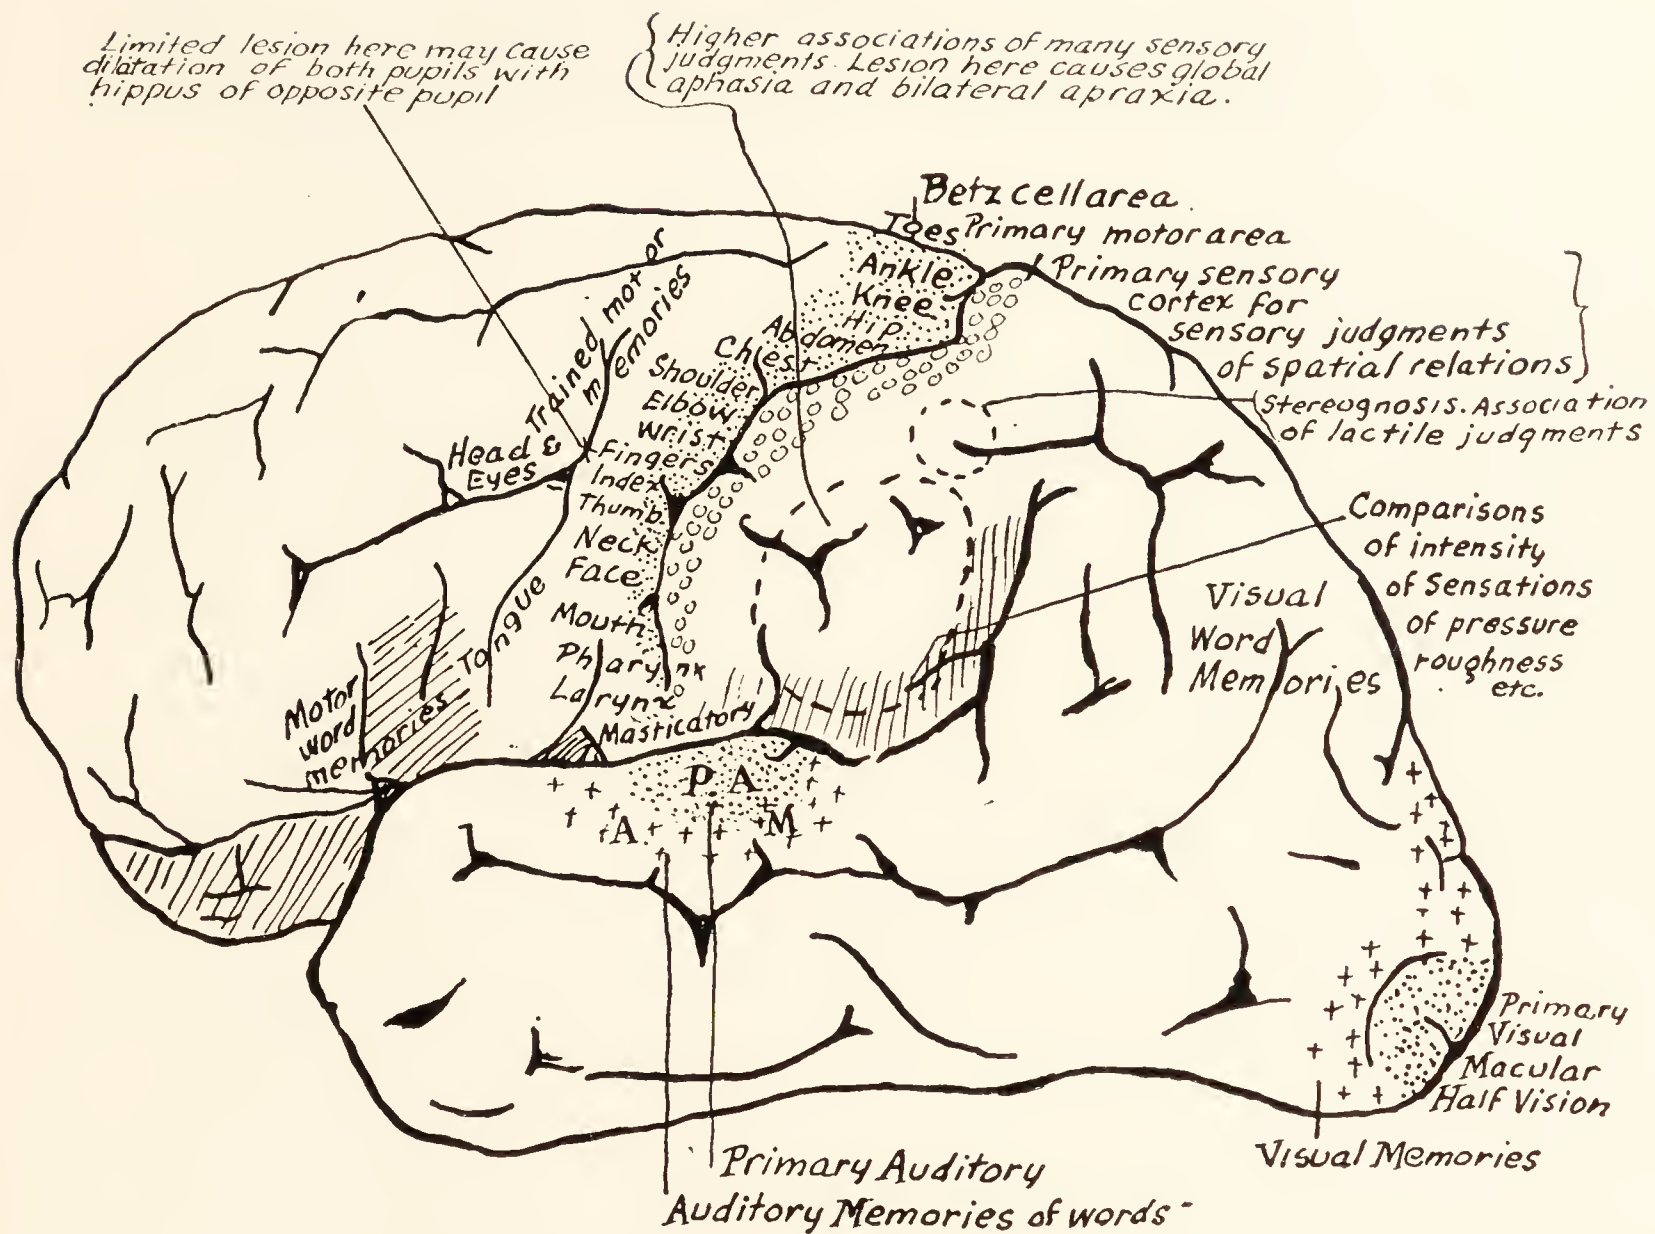 Limited lesion here may cause
dilatation of both pupils with
hippus of opposite pupil
Higher associations of many sensory
judgments. Lesion here causes global
aphasia and bilateral apraxia.
Betz cell area
Toes Primary motor area
Ankle
Knee
Hip
Abdomen
Chest
Shoulder
Elbow
Wrist
Fingers
Index
Thumb
Neck
Face
Mouth
Pharynx
Larynx
Masticatory
Tongue
Trained motor
memories
Head &
Eyes
Motor
word
memories
Primary sensory
cortex for
sensory judgments
of spatial relations
Stereognosis. Association
of lactile judgments
Comparisons
of intensity
of Sensations
of pressure
roughness
etc.
Visual
Word
Memories
P. A
A. M
Primary
Visual
Macular
Half Vision
Visual Memories
Primary Auditory
Auditory Memories of words